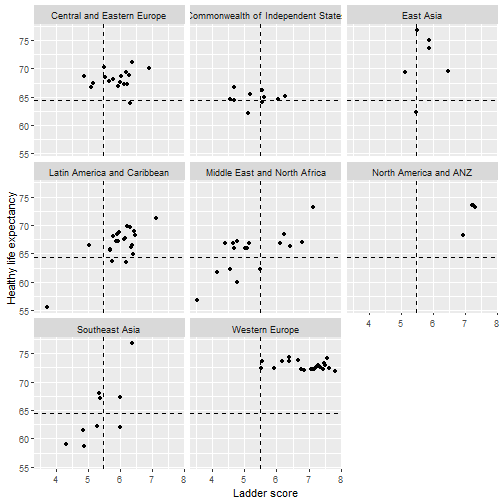 Central and Eastern Europe
Commonwealth of Independent State
East Asia
75
70
65
60
55
Latin America and Caribbean
Middle East and North Africa
North America and ANZ
75
70
65
60
55
4 5 6 7 8
Southeast Asia
Western Europe
75
70
65
60
55
4 5 6 7 8
4 5 6 7 8
Healthy life expectancy
Ladder score